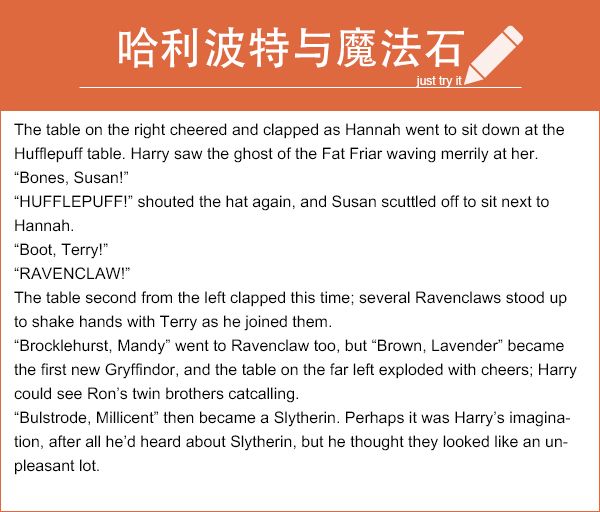 哈利波特与魔法石
just try it
The table on the right cheered and clapped as Hannah went to sit down at the
Hufflepuff table. Harry saw the ghost of the Fat Friar waving merrily at her.
“Bones, Susan!”
“HUFFLEPUFF!” shouted the hat again, and Susan scuttled off to sit next to
Hannah.
“Boot, Terry!”
“RAVENCLAW!”
The table second from the left clapped this time; several Ravenclaws stood up
to shake hands with Terry as he joined them.
“Brocklehurst, Mandy” went to Ravenclaw too, but “Brown, Lavender” became
the first new Gryffindor, and the table on the far left exploded with cheers; Harry
could see Ron’s twin brothers catcalling.
“Bulstrode, Millicent” then became a Slytherin. Perhaps it was Harry’s imagina-
tion, after all he’d heard about Slytherin, but he thought they looked like an un-
pleasant lot.